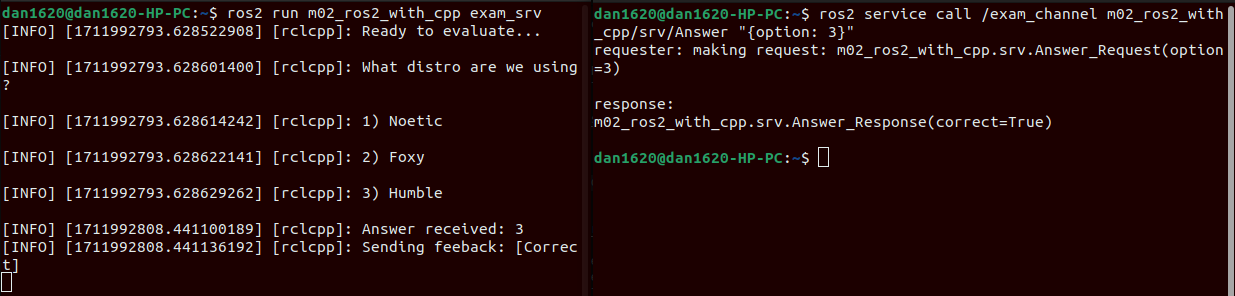 dan1620@dan1620-HP-PC:~$ ros2 run m02_ros2_with_cpp exam_srv
[INFO] [1711992793.628522908] [rclcpp]: Ready to evaluate...
[INFO] [1711992793.628601400] [rclcpp]: What distro are we using
?
[INFO] [1711992793.628614242] [rclcpp]: 1) Noetic
[INFO] [1711992793.628622141] [rclcpp]: 2) Foxy
[INFO] [1711992793.628629262] [rclcpp]: 3) Humble
[INFO] [1711992808.441100189] [rclcpp]: Answer received: 3
[INFO] [1711992808.441136192] [rclcpp]: Sending feeback: [Correc
t]
dan1620@dan1620-HP-PC:~$ ros2 service call /exam_channel m02_ros2_with
_cpp/srv/Answer "{option: 3}"
requester: making request: m02_ros2_with_cpp.srv.Answer_Request(option
=3)
response:
m02_ros2_with_cpp.srv.Answer_Response(correct=True)
dan1620@dan1620-HP-PC:~$